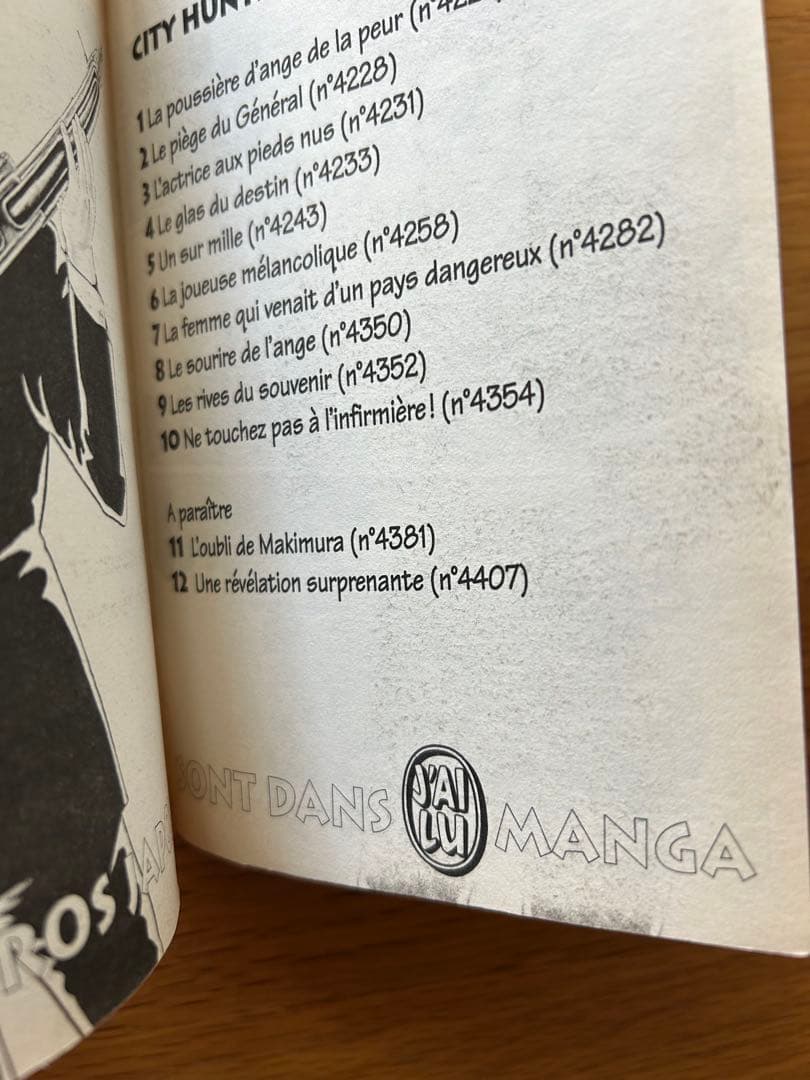 CITY
1 La poussière d'ange de la peur
2 Le piège du Général (n°4228)
3 L'actrice aux pieds nus (n°4231)
4 Le glas du destin (n°4233)
5 Un sur mille (n°4243)
6 La joueuse mélancolique (n°4258)
7 La femme qui venait d'un pays dangereux (n°4282)
8 Le sourire de l'ange (n°4350)
9 Les rives du souvenir (n°4352)
10 Ne touchez pas à l'infirmière! (n°4354)
A paraître
11 L'oubli de Makimura (n°4381)
12 Une révélation surprenante (n°4407)
DANS J'AI LU MANGA